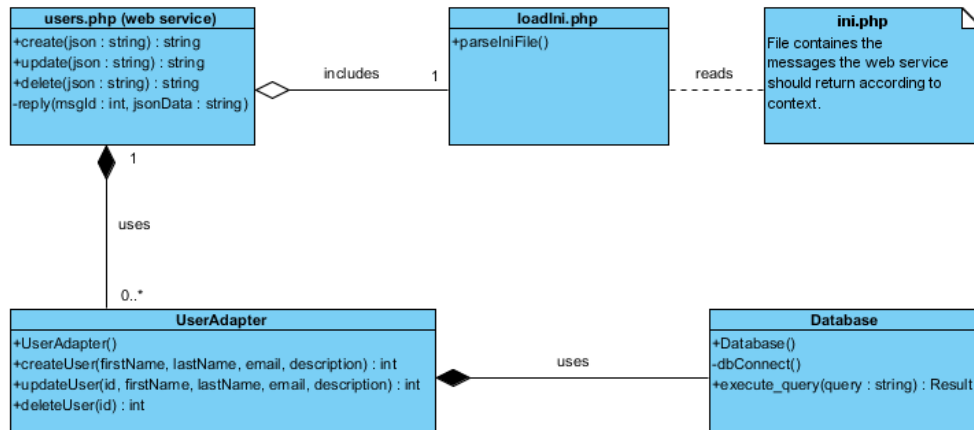 users.php (web service)
+create(json : string) : string
+update(json : string) : string
+delete(json : string) : string
-reply(msgId : int, jsonData : string)
includes
1
loadIni.php
+parseIniFile()
reads
ini.php
File containes the
messages the web service
should return according to
context.
1
uses
0..*
UserAdapter
+UserAdapter()
+createUser(firstName, lastName, email, description) : int
+updateUser(id, firstName, lastName, email, description) : int
+deleteUser(id) : int
uses
Database
+Database()
-dbConnect()
+execute_query(query : string) : Result